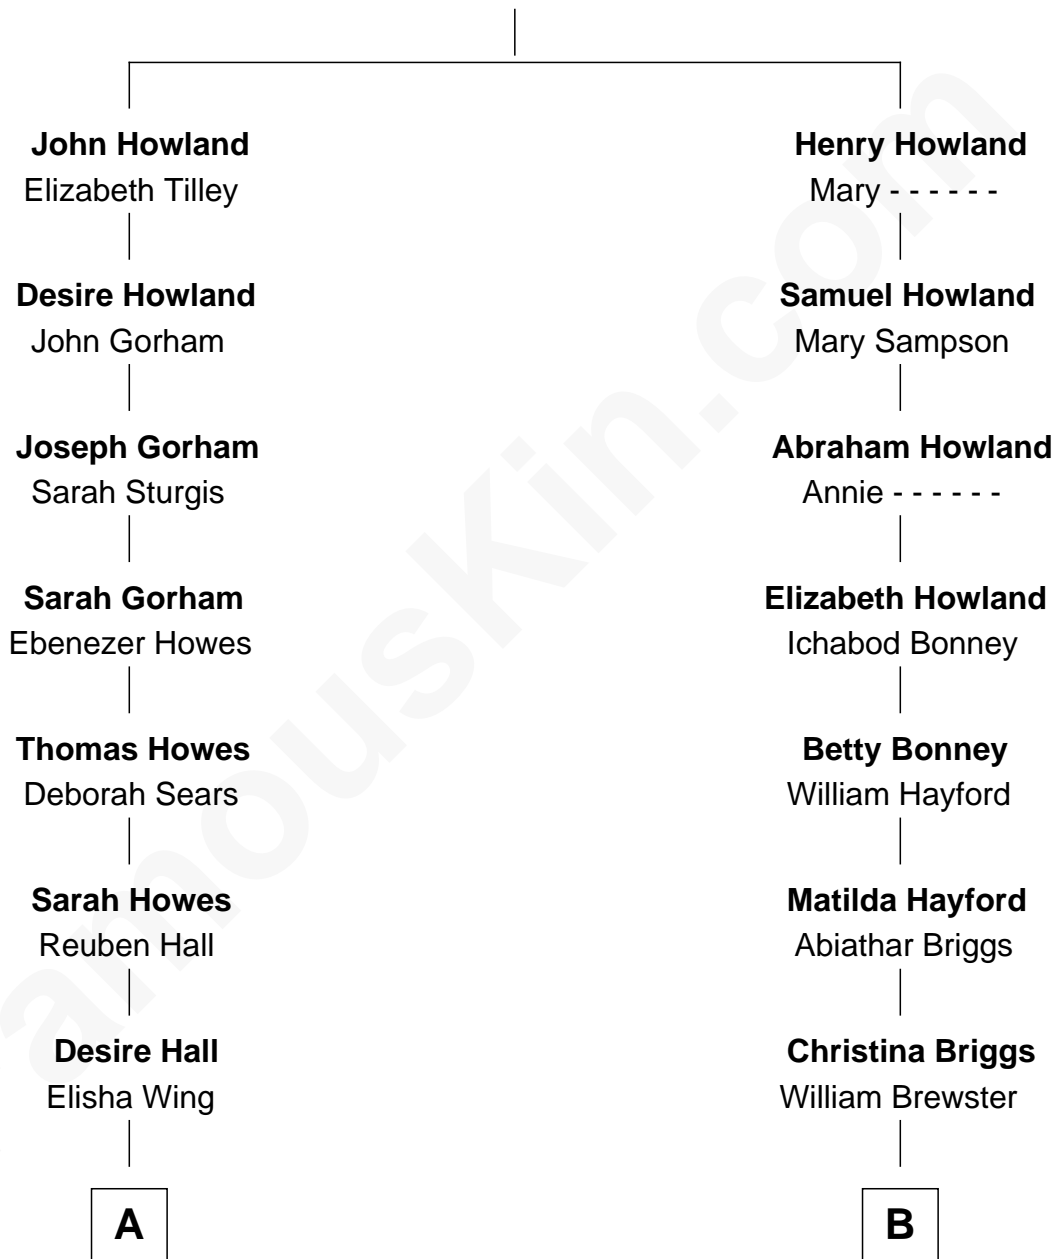 John Howland
Elizabeth Tilley
Desire Howland
John Gorham
Joseph Gorham
Sarah Sturgis
Sarah Gorham
Ebenezer Howes
Thomas Howes
Deborah Sears
Sarah Howes
Reuben Hall
Desire Hall
Elisha Wing
A
Henry Howland
Mary - - - - - -
Samuel Howland
Mary Sampson
Abraham Howland
Annie - - - - - -
Elizabeth Howland
Ichabod Bonney
Betty Bonney
William Hayford
Matilda Hayford
Abiathar Briggs
Christina Briggs
William Brewster
B
amousKin.com